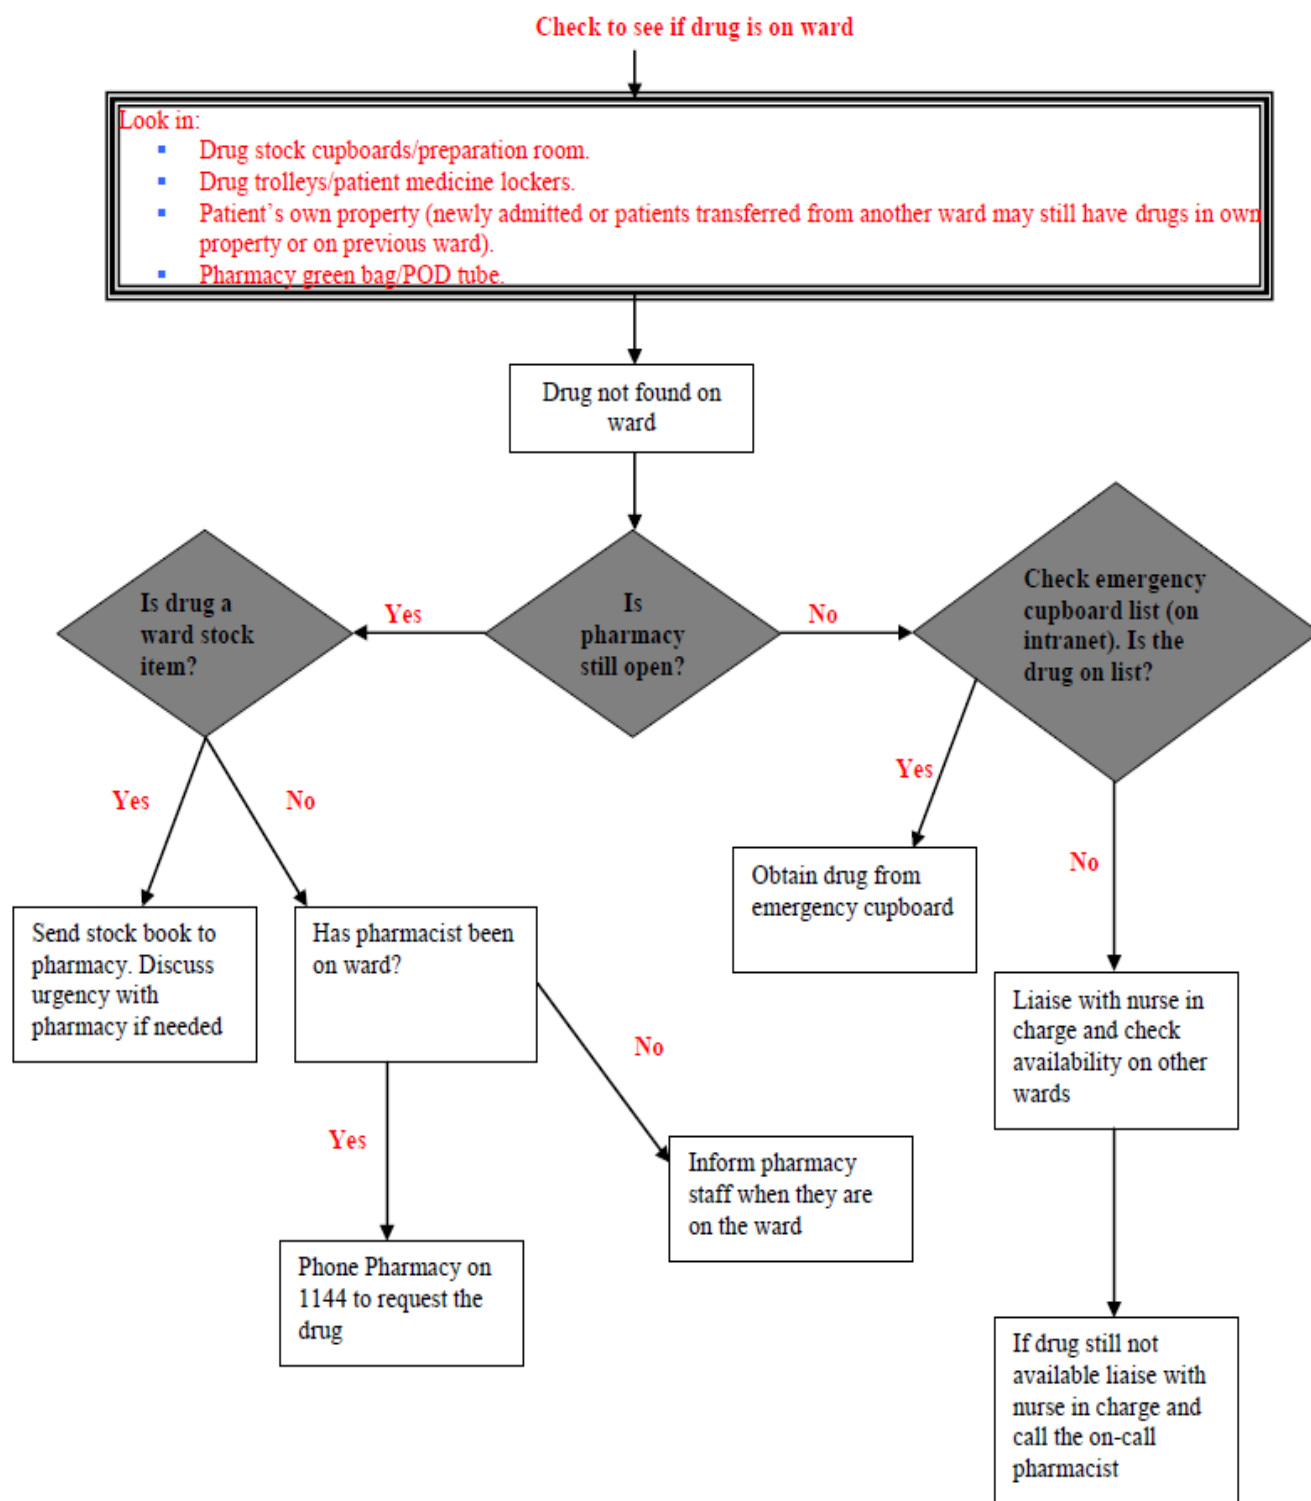 Check to see if drug is on ward
Look in:
▪ Drug stock cupboards/preparation room.
▪ Drug trolleys/patient medicine lockers.
▪ Patient's own property (newly admitted or patients transferred from another ward may still have drugs in own
property or on previous ward).
▪ Pharmacy green bag/POD tube.
Drug not found on
ward
Is drug a
ward stock
item?
Yes
Is
pharmacy
still open?
No
Check emergency
cupboard list (on
intranet). Is the
drug on list?
Yes
No
Yes
No
Send stock book to
pharmacy. Discuss
urgency with
pharmacy if needed
Has pharmacist been
on ward?
Obtain drug from
emergency cupboard
Liaise with nurse in
charge and check
availability on other
wards
No
Yes
Inform pharmacy
staff when they are
on the ward
Phone Pharmacy on
1144 to request the
drug
If drug still not
available liaise with
nurse in charge and
call the on-call
pharmacist